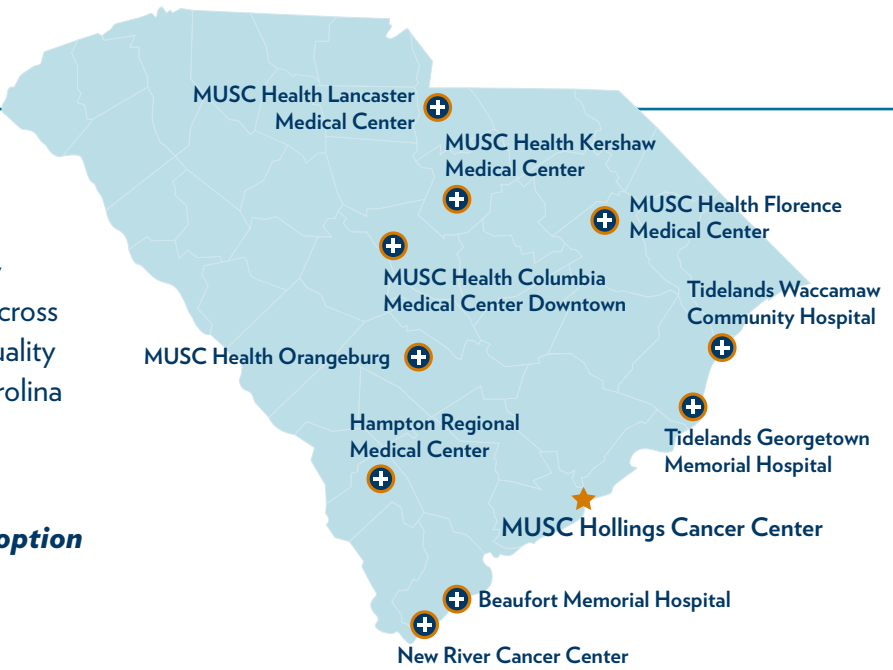 MUSC Health Lancaster
Medical Center
MUSC Health Kershaw
Medical Center
MUSC Health Florence
Medical Center
MUSC Health Columbia
Medical Center Downtown
Tidelands Waccamaw
Community Hospital
cross
uality
rolina
MUSC Health Orangeburg
Hampton Regional
Medical Center
Tidelands Georgetown
Memorial Hospital
MUSC Hollings Cancer Center
option
Beaufort Memorial Hospital
New River Cancer Center